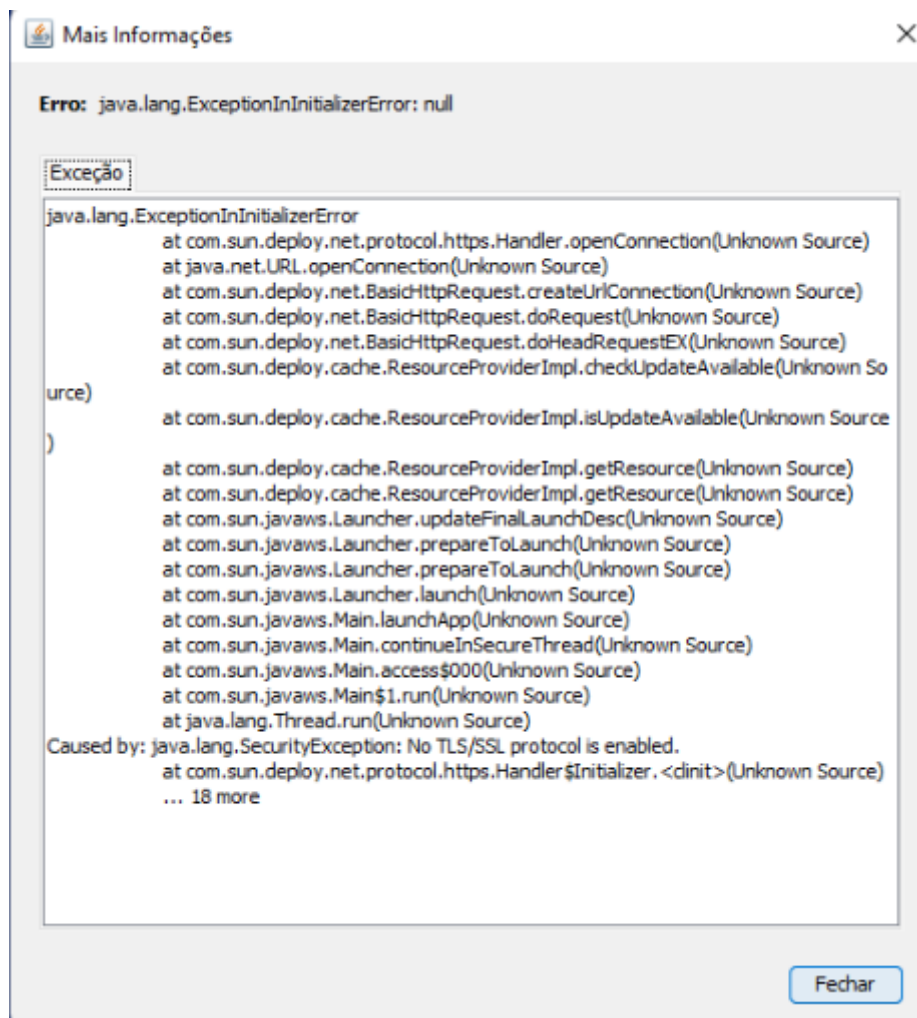 Mais Informações
Erro: java.lang.ExceptionInInitializerError: null
Exceção
java.lang.ExceptionInInitializerError
at com.sun.deploy.net.protocol.https.Handler.openConnection(Unknown Source)
at java.net.URL.openConnection(Unknown Source)
at com.sun.deploy.net.BasicHttpRequest.createUrlConnection(Unknown Source)
at com.sun.deploy.net.BasicHttpRequest.doRequest(Unknown Source)
at com.sun.deploy.net.BasicHttpRequest.doHeadRequestEX(Unknown Source)
at com.sun.deploy.cache.ResourceProviderImpl.checkUpdateAvailable(Unknown So
urce)
at com.sun.deploy.cache.ResourceProviderImpl.isUpdateAvailable(Unknown Source
)
at com.sun.deploy.cache.ResourceProviderImpl.getResource(Unknown Source)
at com.sun.deploy.cache.ResourceProviderImpl.getResource(Unknown Source)
at com.sun.javaws.Launcher.updateFinalLaunchDesc(Unknown Source)
at com.sun.javaws.Launcher.prepareToLaunch(Unknown Source)
at com.sun.javaws.Launcher.prepareToLaunch(Unknown Source)
at com.sun.javaws.Launcher.launch(Unknown Source)
at com.sun.javaws.Main.launchApp(Unknown Source)
at com.sun.javaws.Main.continueInSecureThread(Unknown Source)
at com.sun.javaws.Main.access$000(Unknown Source)
at com.sun.javaws.Main$1.run(Unknown Source)
at java.lang.Thread.run(Unknown Source)
Caused by: java.lang.SecurityException: No TLS/SSL protocol is enabled.
at com.sun.deploy.net.protocol.https.Handler$Initializer.<clinit>(Unknown Source)
... 18 more
Fechar